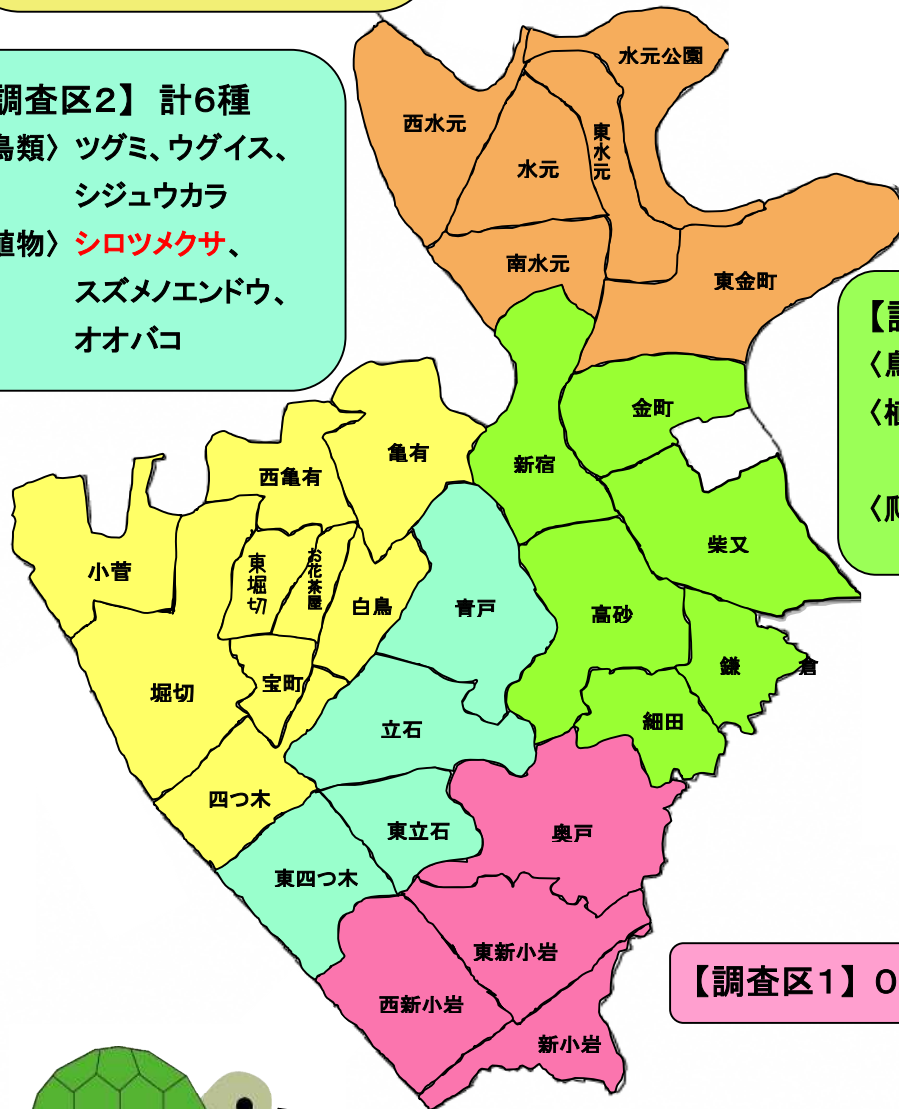 調査区2】 計6種
鳥類〉 ツグミ、ウグイス、
シジュウカラ
植物〉 シロツメクサ、
スズメノエンドウ、
オオバコ
水元公園
西水元
水元
東水元
南水元
東金町
【
〈
〈
〈
金町
新宿
亀有
西亀有
柴又
小菅
東堀切
お花茶屋
白鳥
青戸
高砂
鎌倉
堀切
宝町
立石
細田
四つ木
東立石
奥戸
東四つ木
東新小岩
西新小岩
新小岩
【調査区1】 0